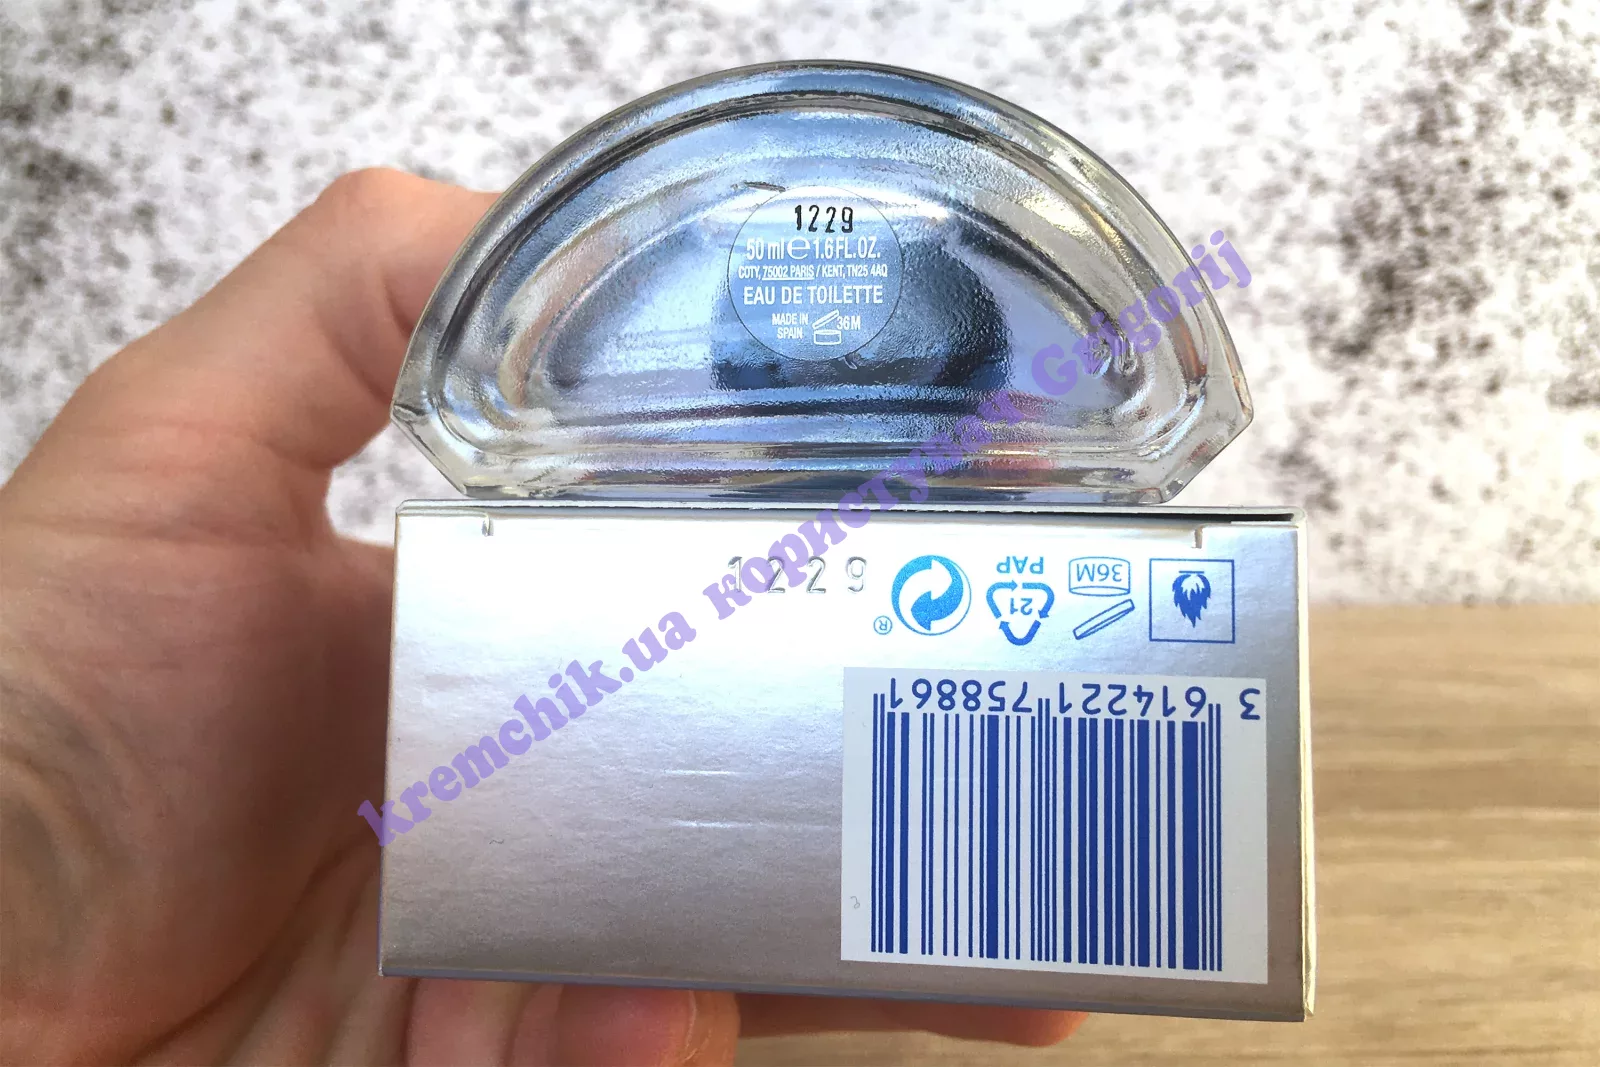 1229
50 ml e 1.6 FL.OZ.
COTY, 75002 PARIS / KENT, TN25 4AQ
EAU DE TOILETTE
MADE IN
SPAIN
36M
1229
®
21
PAP
36M
3 614221 758861
kremchik.ua користувач Grigorij